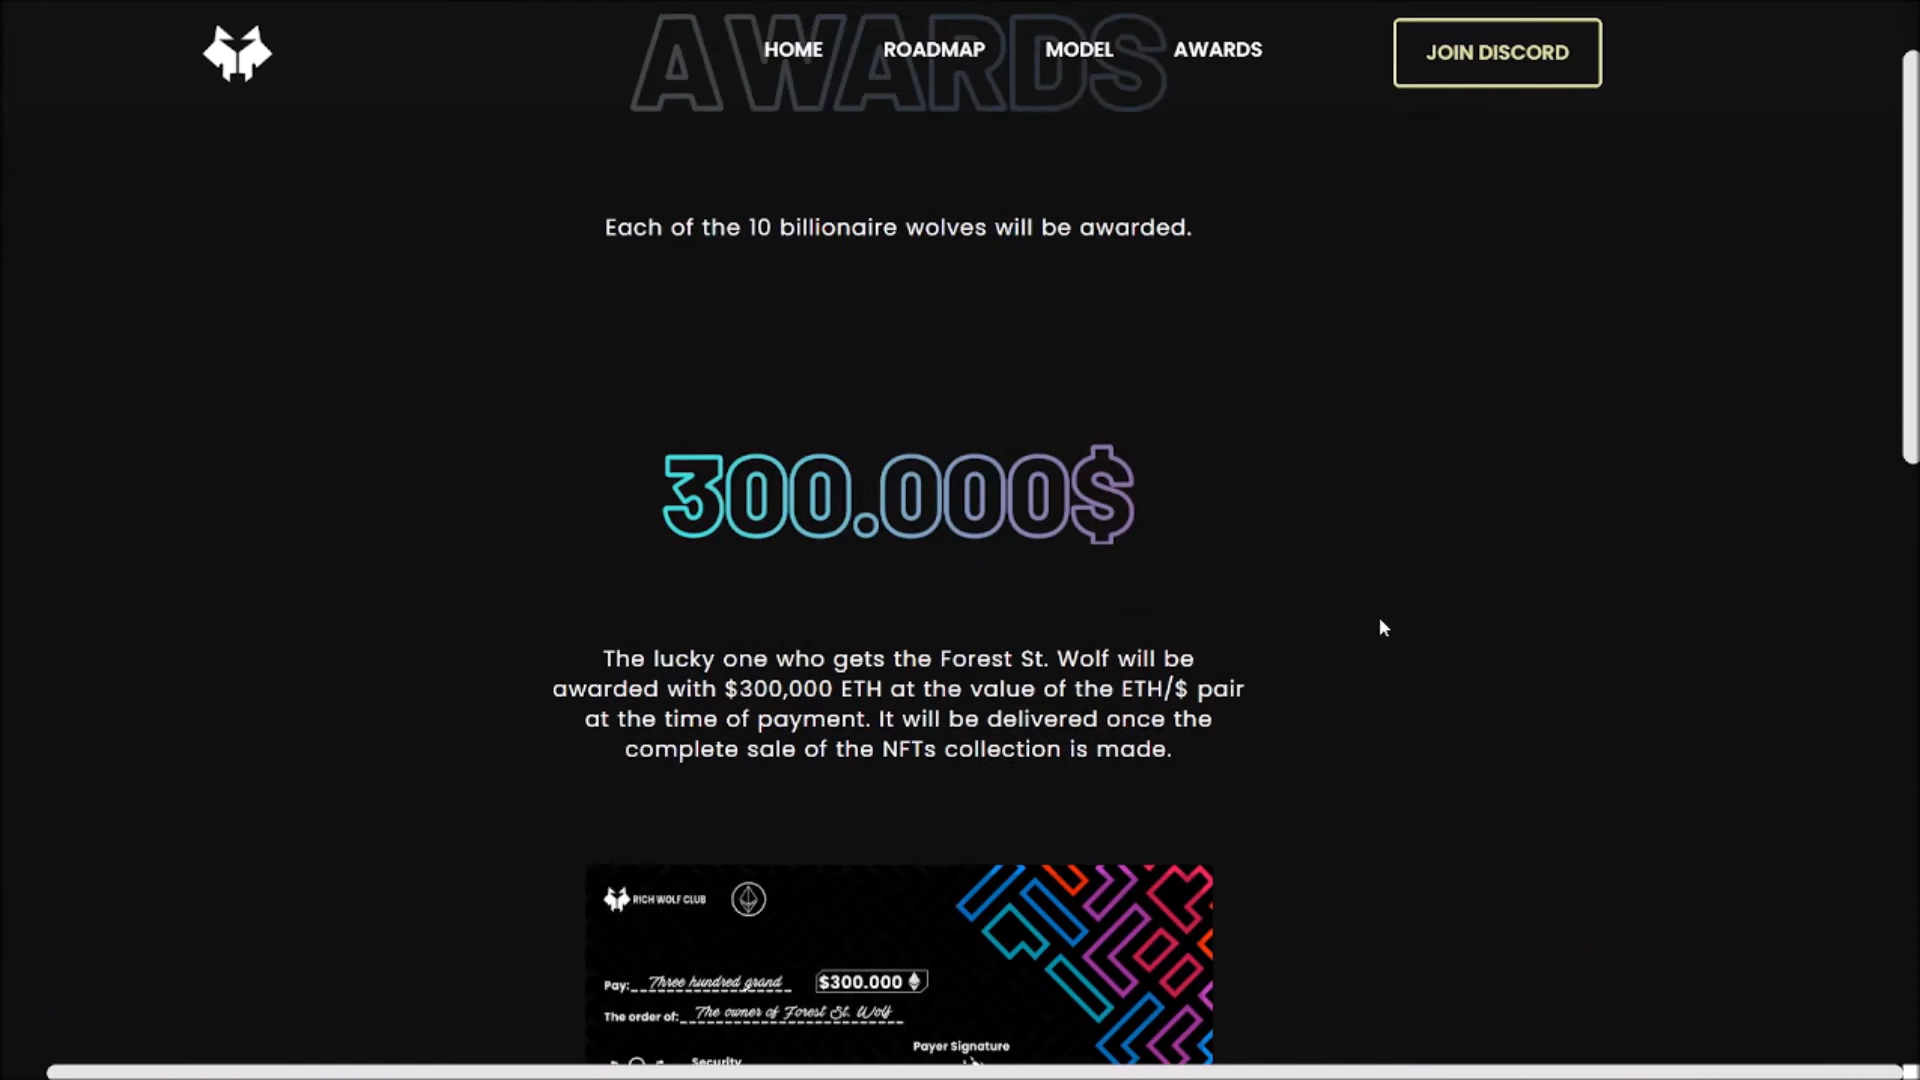 AWARDS
HOME
ROADMAP
MODEL
AWARDS
JOIN DISCORD
Each of the 10 billionaire wolves will be awarded.
300.000$
The lucky one who gets the Forest St. Wolf will be
awarded with $300,000 ETH at the value of the ETH/$ pair
at the time of payment. It will be delivered once the
complete sale of the NFTs collection is made.
RICH WOLF CLUB
Pay: Three hundred grand $300.000
The order of: The owner of Forest St. Wolf
Payer Signature
Security